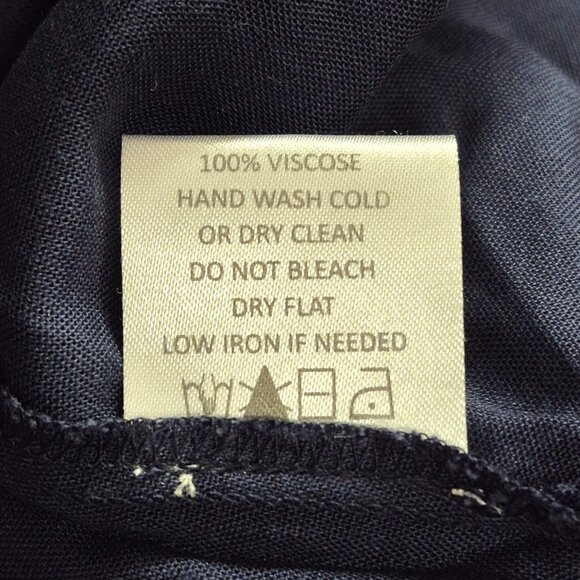 100% VISCOSE
HAND WASH COLD
OR DRY CLEAN
DO NOT BLEACH
DRY FLAT
LOW IRON IF NEEDED